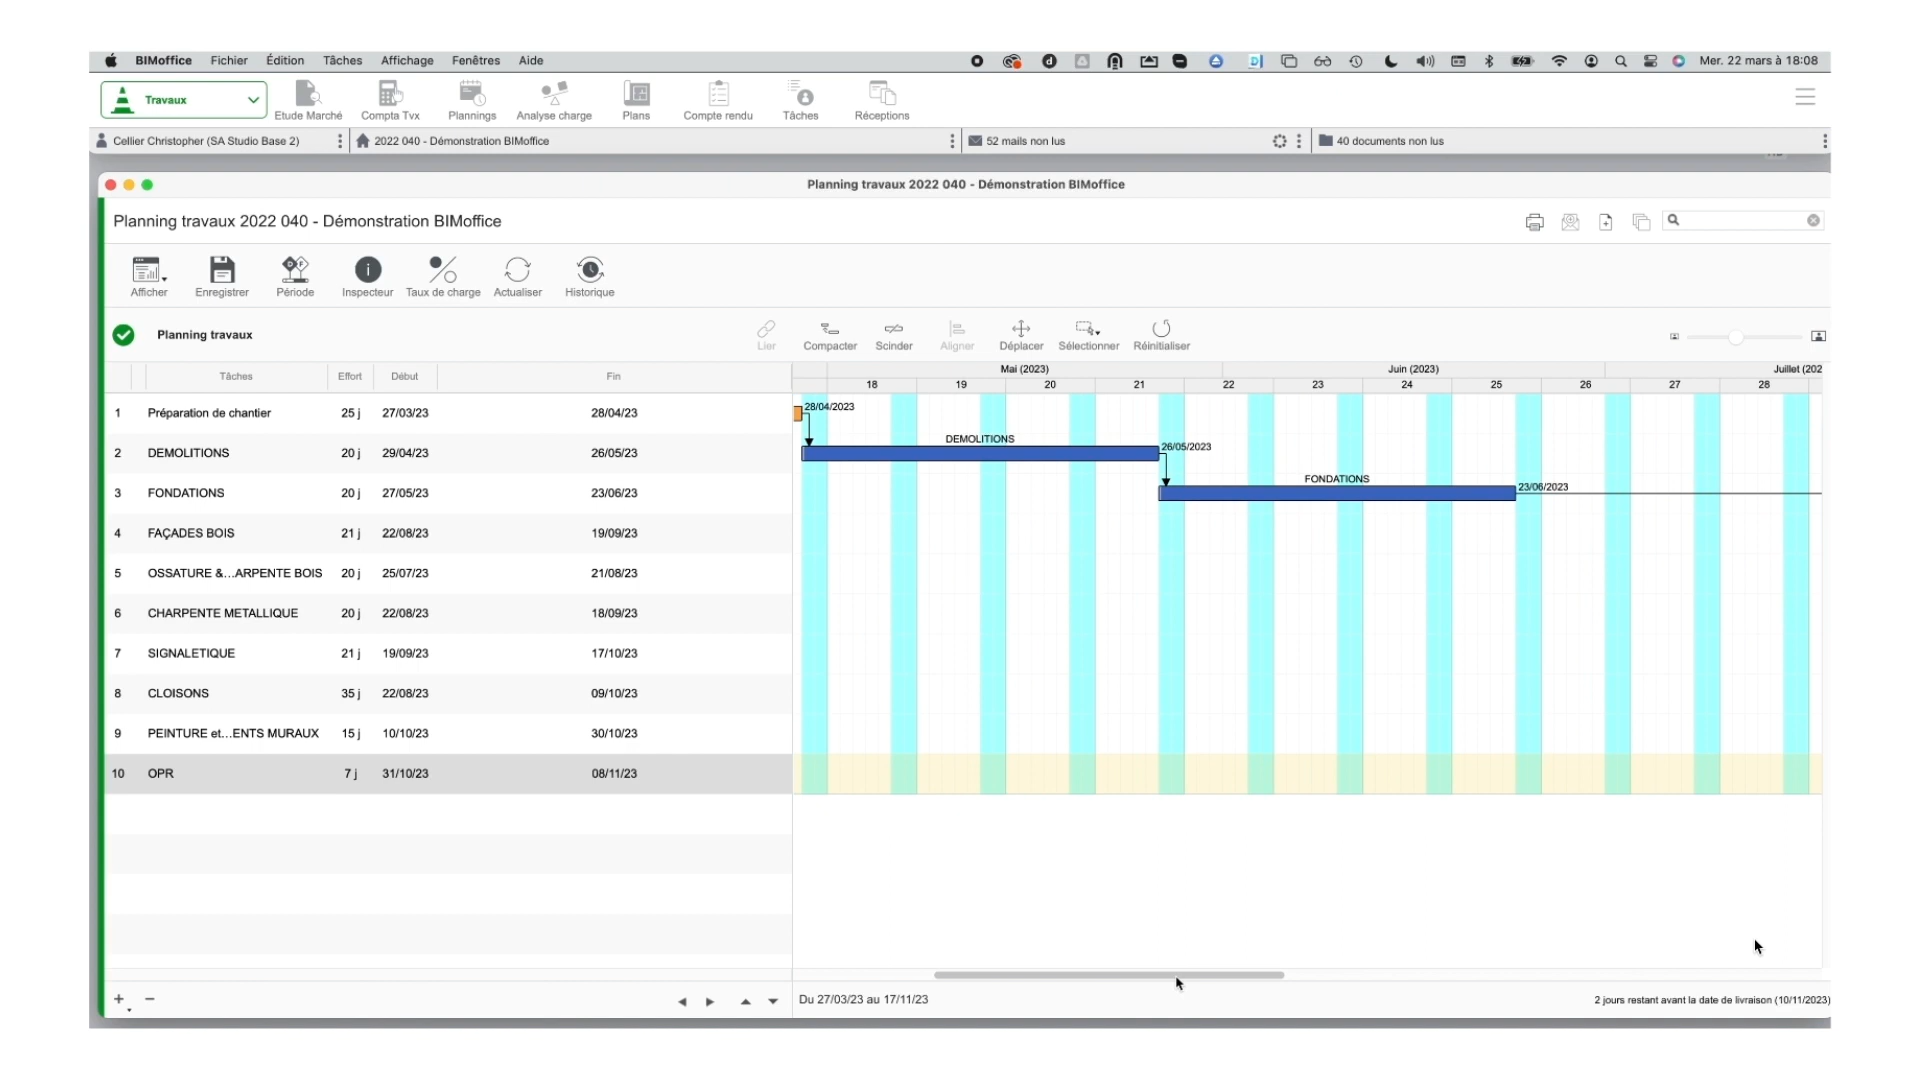 BIMoffice Fichier Édition Tâches Affichage Fenêtres Aide Mer. 22 mars à 18:08
Travaux Etude Marché Compta Tvx Plannings Analyse charge Plans Compte rendu Tâches Réceptions
Cellier Christopher (SA Studio Base 2) 2022 040 - Démonstration BIMoffice 52 mails non lus 40 documents non lus
Planning travaux 2022 040 - Démonstration BIMoffice
Planning travaux 2022 040 - Démonstration BIMoffice
Afficher Enregistrer Période Inspecteur Taux de charge Actualiser Historique
Planning travaux Lier Compacter Scinder Aligner Déplacer Sélectionner Réinitialiser
Mai (2023) Juin (2023) Juillet (202
Tâches Effort Début Fin
18 19 20 21 22 23 24 25 26 27 28
1 Préparation de chantier 25 j 27/03/23 28/04/23 28/04/2023
DEMOLITIONS
2 DEMOLITIONS 20 j 29/04/23 26/05/23 26/05/2023
FONDATIONS
3 FONDATIONS 20 j 27/05/23 23/06/23 23/06/2023
4 FAÇADES BOIS 21 j 22/08/23 19/09/23
5 OSSATURE &...ARPENTE BOIS 20 j 25/07/23 21/08/23
6 CHARPENTE METALLIQUE 20 j 22/08/23 18/09/23
7 SIGNALETIQUE 21 j 19/09/23 17/10/23
8 CLOISONS 35 j 22/08/23 09/10/23
9 PEINTURE et...ENTS MURAUX 15 j 10/10/23 30/10/23
10 OPR 7 j 31/10/23 08/11/23
Du 27/03/23 au 17/11/23 2 jours restant avant la date de livraison (10/11/2023)